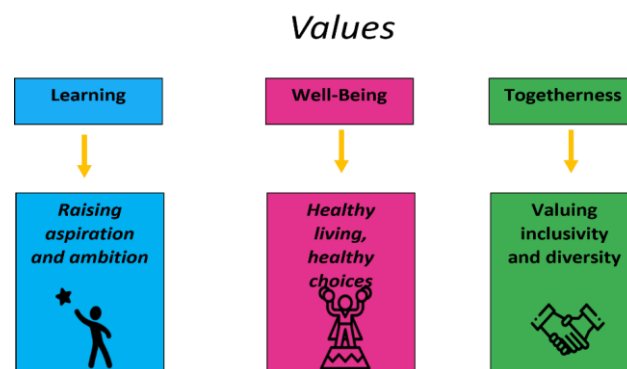 Values
Learning
Well-Being
Togetherness
Raising
aspiration
and ambition
Healthy
living,
healthy
choices
Valuing
inclusivity
and diversity